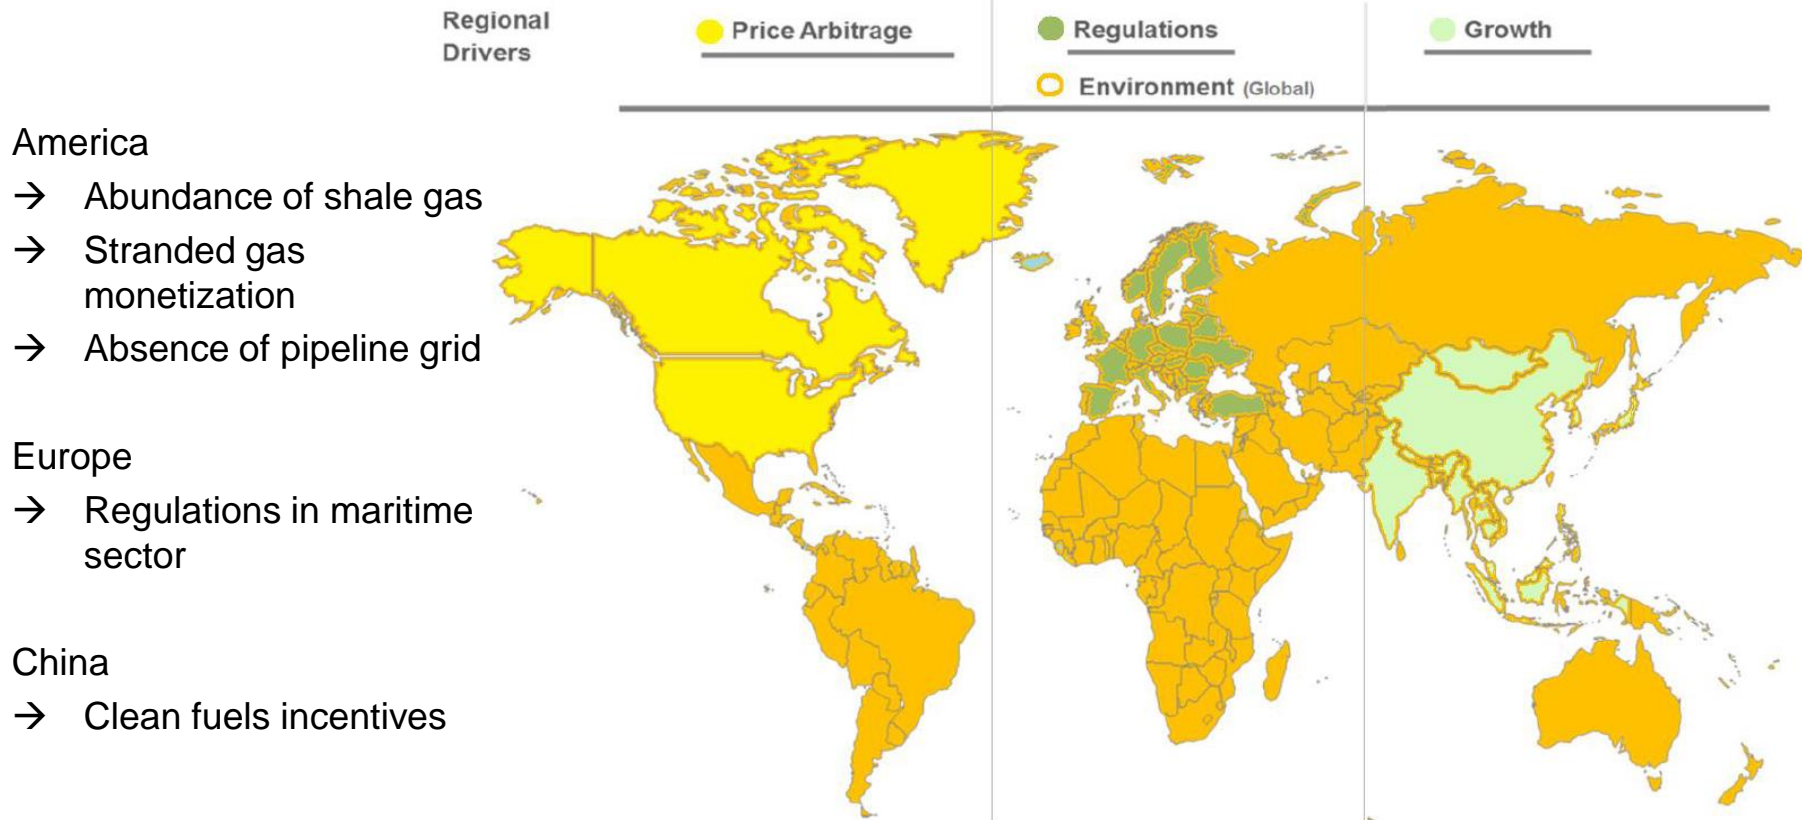 Regional
Drivers
Price Arbitrage
Regulations
Growth
Environment (Global)
America
→ Abundance of shale gas
→ Stranded gas
monetization
→ Absence of pipeline grid
Europe
→ Regulations in maritime
sector
China
→ Clean fuels incentives